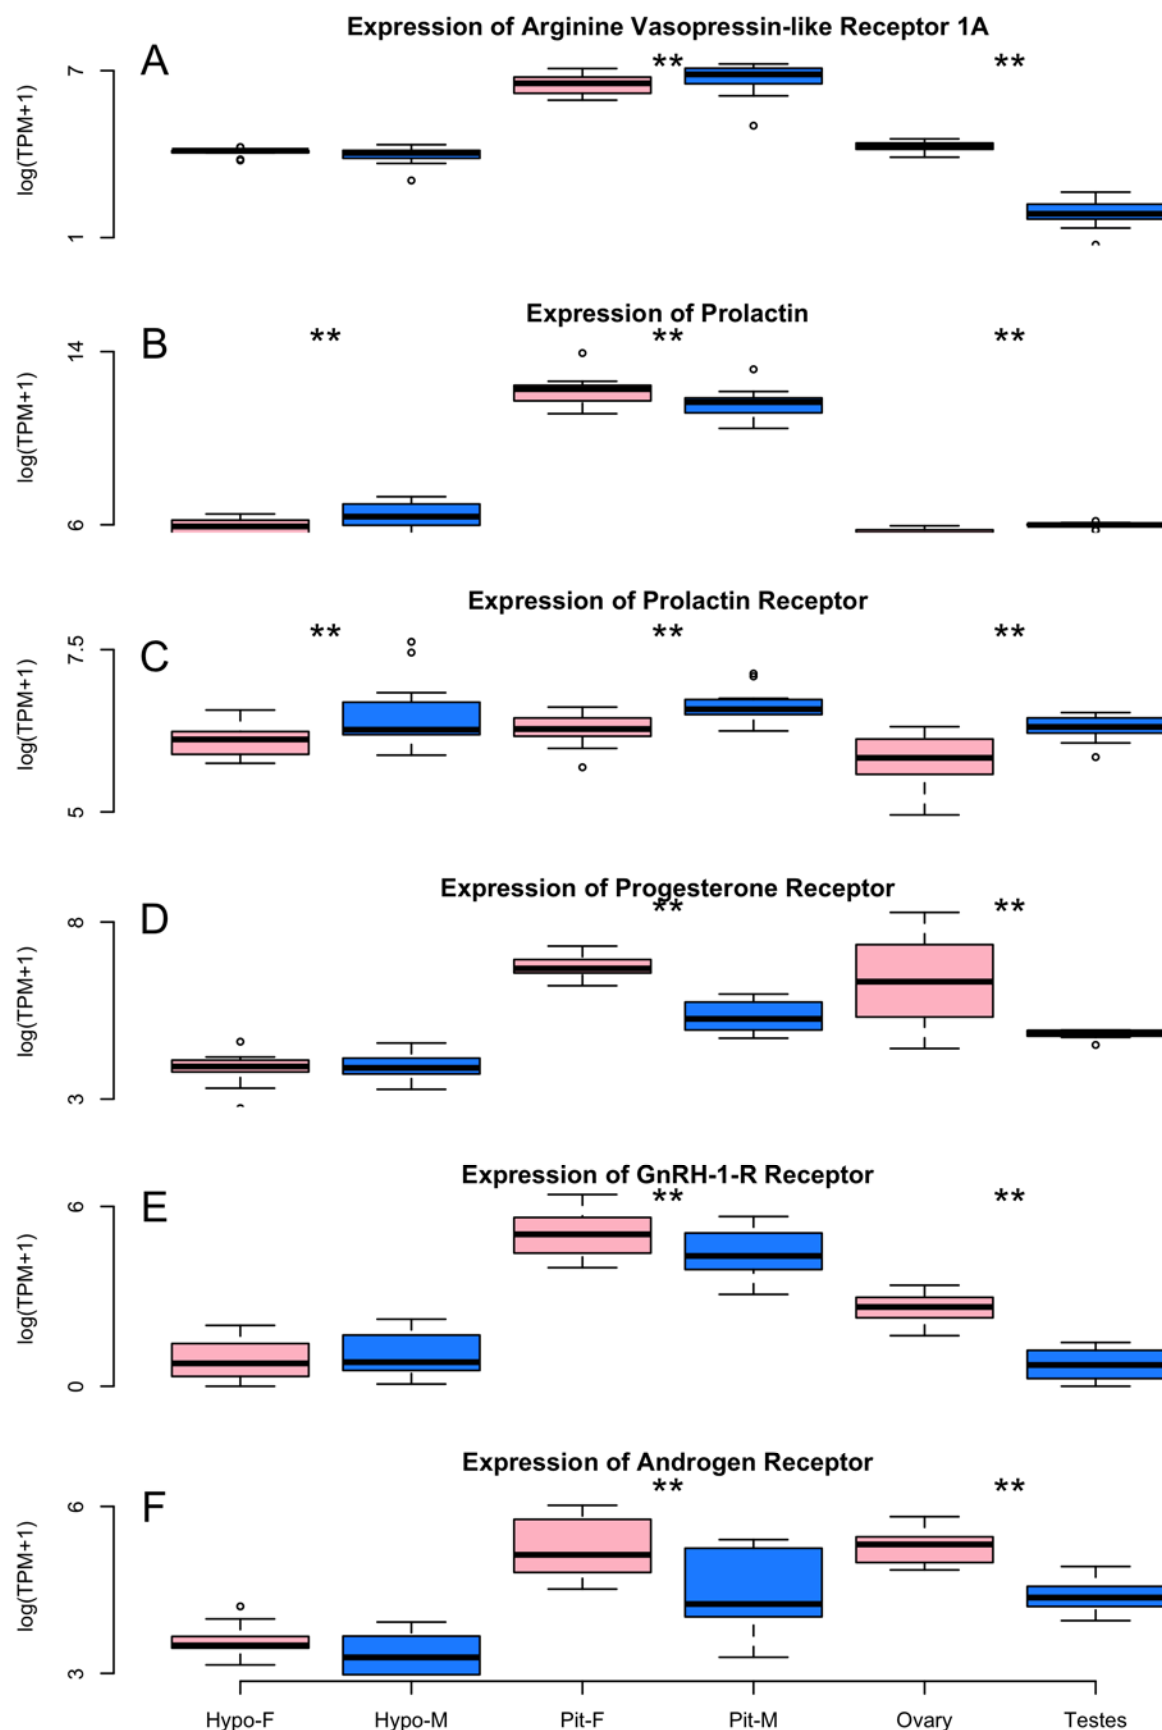 Expression of Arginine Vasopressin-like Receptor 1A
A
**
**
7
1
log(TPM+1)
Expression of Prolactin
B
**
**
**
14
6
log(TPM+1)
Expression of Prolactin Receptor
C
**
**
**
7.5
5
log(TPM+1)
Expression of Progesterone Receptor
D
**
**
8
3
log(TPM+1)
Expression of GnRH-1-R Receptor
E
**
**
6
0
log(TPM+1)
Expression of Androgen Receptor
F
**
**
6
3
log(TPM+1)
Hypo-F Hypo-M Pit-F Pit-M Ovary Testes